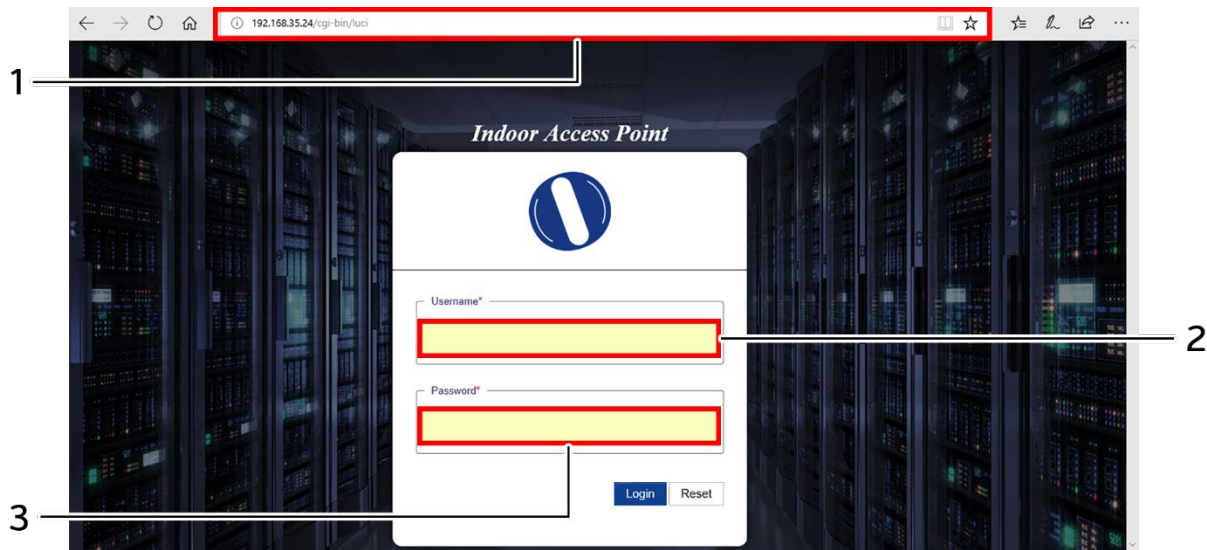 192.168.35.24/cgi-bin/luci
1
Indoor Access Point
Username*
2
Password*
Login Reset
3